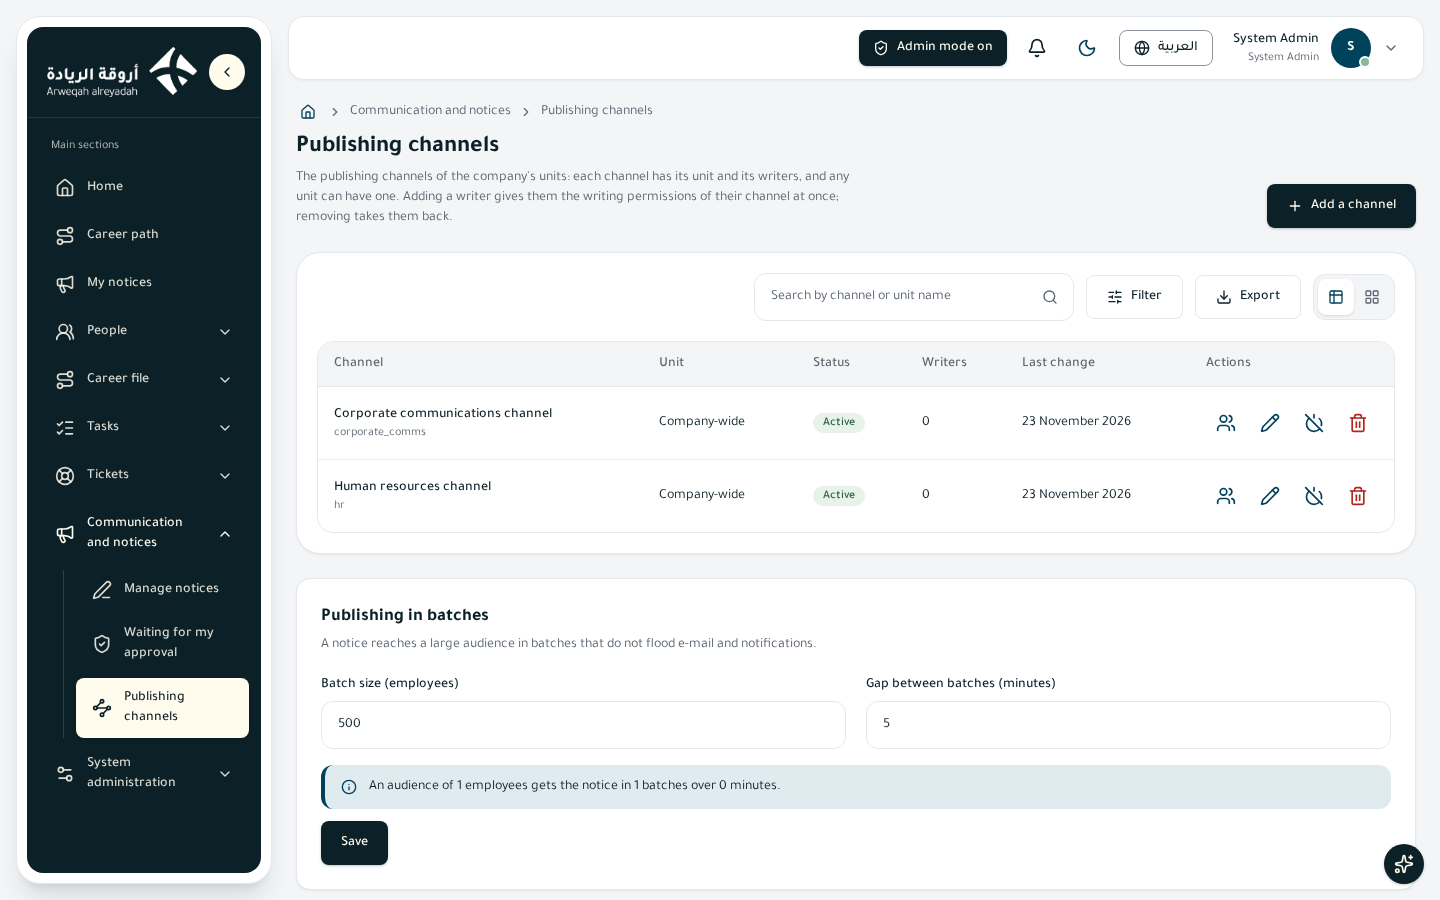 أروقة الريادة
Arweqah alreyadah
Main sections
Home
Career path
My notices
People
Career file
Tasks
Tickets
Communication
and notices
Manage notices
Waiting for my
approval
Publishing
channels
System
administration
Admin mode on
العربية
System Admin
System Admin
S
Communication and notices
Publishing channels
Publishing channels
The publishing channels of the company's units: each channel has its unit and its writers, and any
unit can have one. Adding a writer gives them the writing permissions of their channel at once;
removing takes them back.
Add a channel
Search by channel or unit name
Filter
Export
Channel Unit Status Writers Last change Actions
Corporate communications channel
corporate_comms
Company-wide Active 0 23 November 2026
Human resources channel
hr
Company-wide Active 0 23 November 2026
Publishing in batches
A notice reaches a large audience in batches that do not flood e-mail and notifications.
Batch size (employees) Gap between batches (minutes)
500 5
An audience of 1 employees gets the notice in 1 batches over 0 minutes.
Save